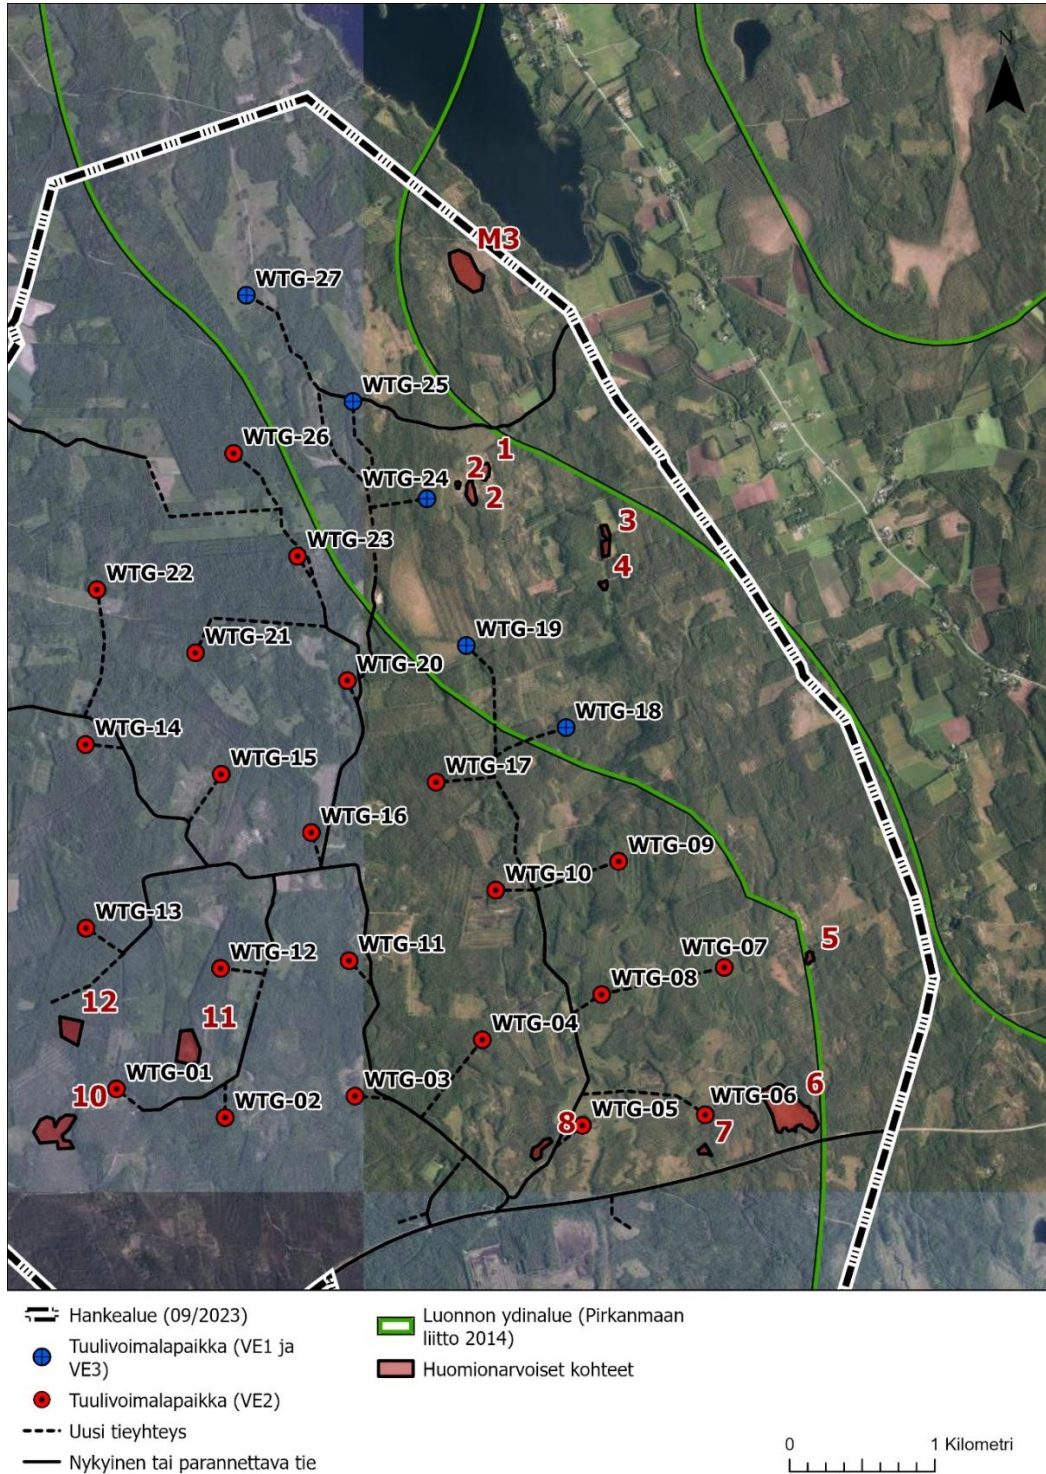 N
M3
WTG-27
WTG-25
WTG-26
1
2
WTG-24
2
3
WTG-23
4
WTG-22
WTG-19
WTG-21
WTG-20
WTG-18
WTG-14
WTG-15
WTG-17
WTG-16
WTG-09
WTG-10
WTG-13
5
WTG-11
WTG-07
WTG-12
WTG-08
12
11
WTG-04
WTG-01
6
10
WTG-03
WTG-06
WTG-02
8
WTG-05
7
Hankealue (09/2023)
Tuulivoimalapaikka (VE1 ja
VE3)
Tuulivoimalapaikka (VE2)
Uusi tieyhteys
Nykyinen tai parannettava tie
Luonnon ydinalue (Pirkanmaan
liitto 2014)
Huomionarvoiset kohteet
0 1 Kilometri